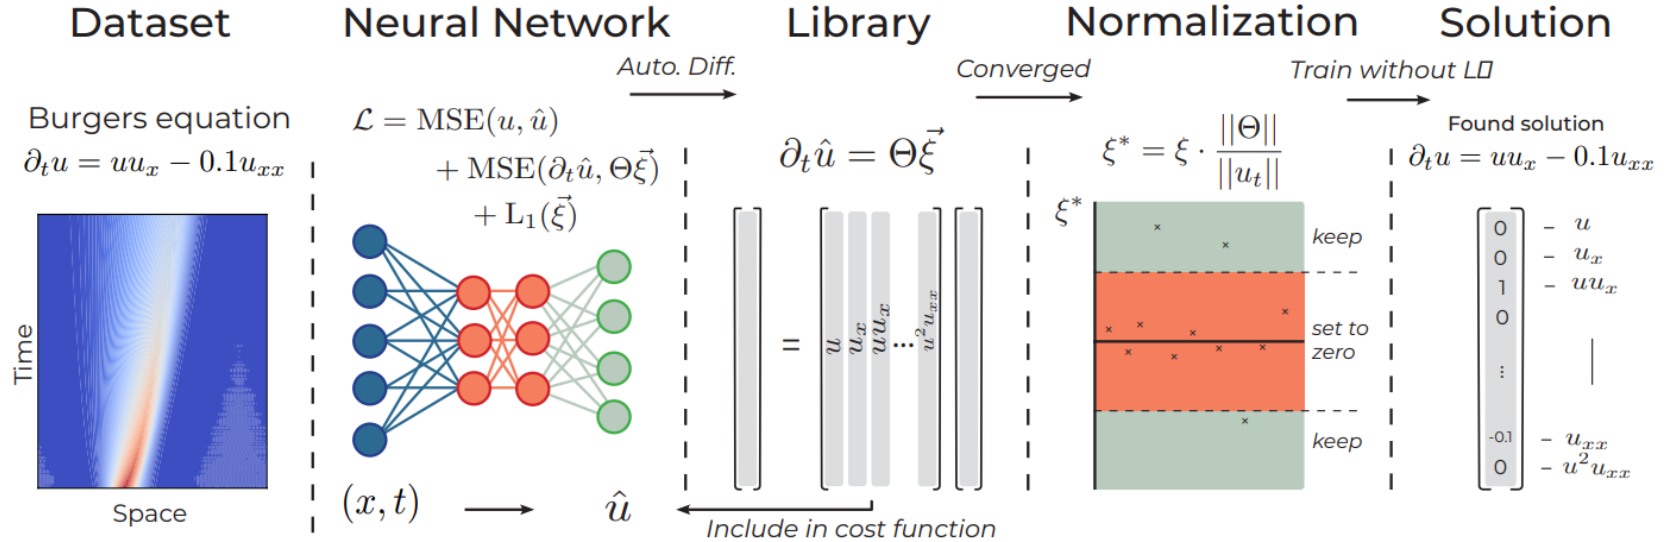 Dataset
Neural Network
Library
Normalization
Solution
Auto. Diff.
Converged
Train without L▯
Burgers equation
∂ₜu = uuₓ − 0.1uₓₓ
ℒ = MSE(u, û)
+ MSE(∂ₜû, Θξ⃗)
+ L₁(ξ⃗)
∂ₜû = Θξ⃗
ξ* = ξ · ||Θ|| / ||uₜ||
Found solution
∂ₜu = uuₓ − 0.1uₓₓ
Time
Space
(x, t)
û
=
u
uₓ
uuₓ
...
u²uₓₓ
Include in cost function
ξ*
keep
set to
zero
keep
0 – u
0 – uₓ
1 – uuₓ
0
⋮
-0.1 – uₓₓ
0 – u²uₓₓ